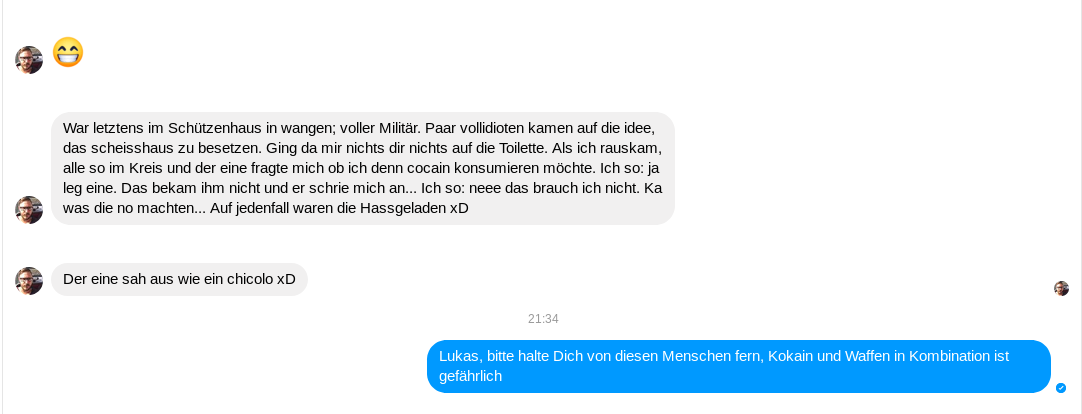 War letztens im Schützenhaus in wangen; voller Militär. Paar vollidioten kamen auf die idee,
das scheisshaus zu besetzen. Ging da mir nichts dir nichts auf die Toilette. Als ich rauskam,
alle so im Kreis und der eine fragte mich ob ich denn cocain konsumieren möchte. Ich so: ja
leg eine. Das bekam ihm nicht und er schrie mich an... Ich so: neee das brauch ich nicht. Ka
was die no machten... Auf jedenfall waren die Hassgeladen xD
Der eine sah aus wie ein chicolo xD
21:34
Lukas, bitte halte Dich von diesen Menschen fern, Kokain und Waffen in Kombination ist
gefährlich